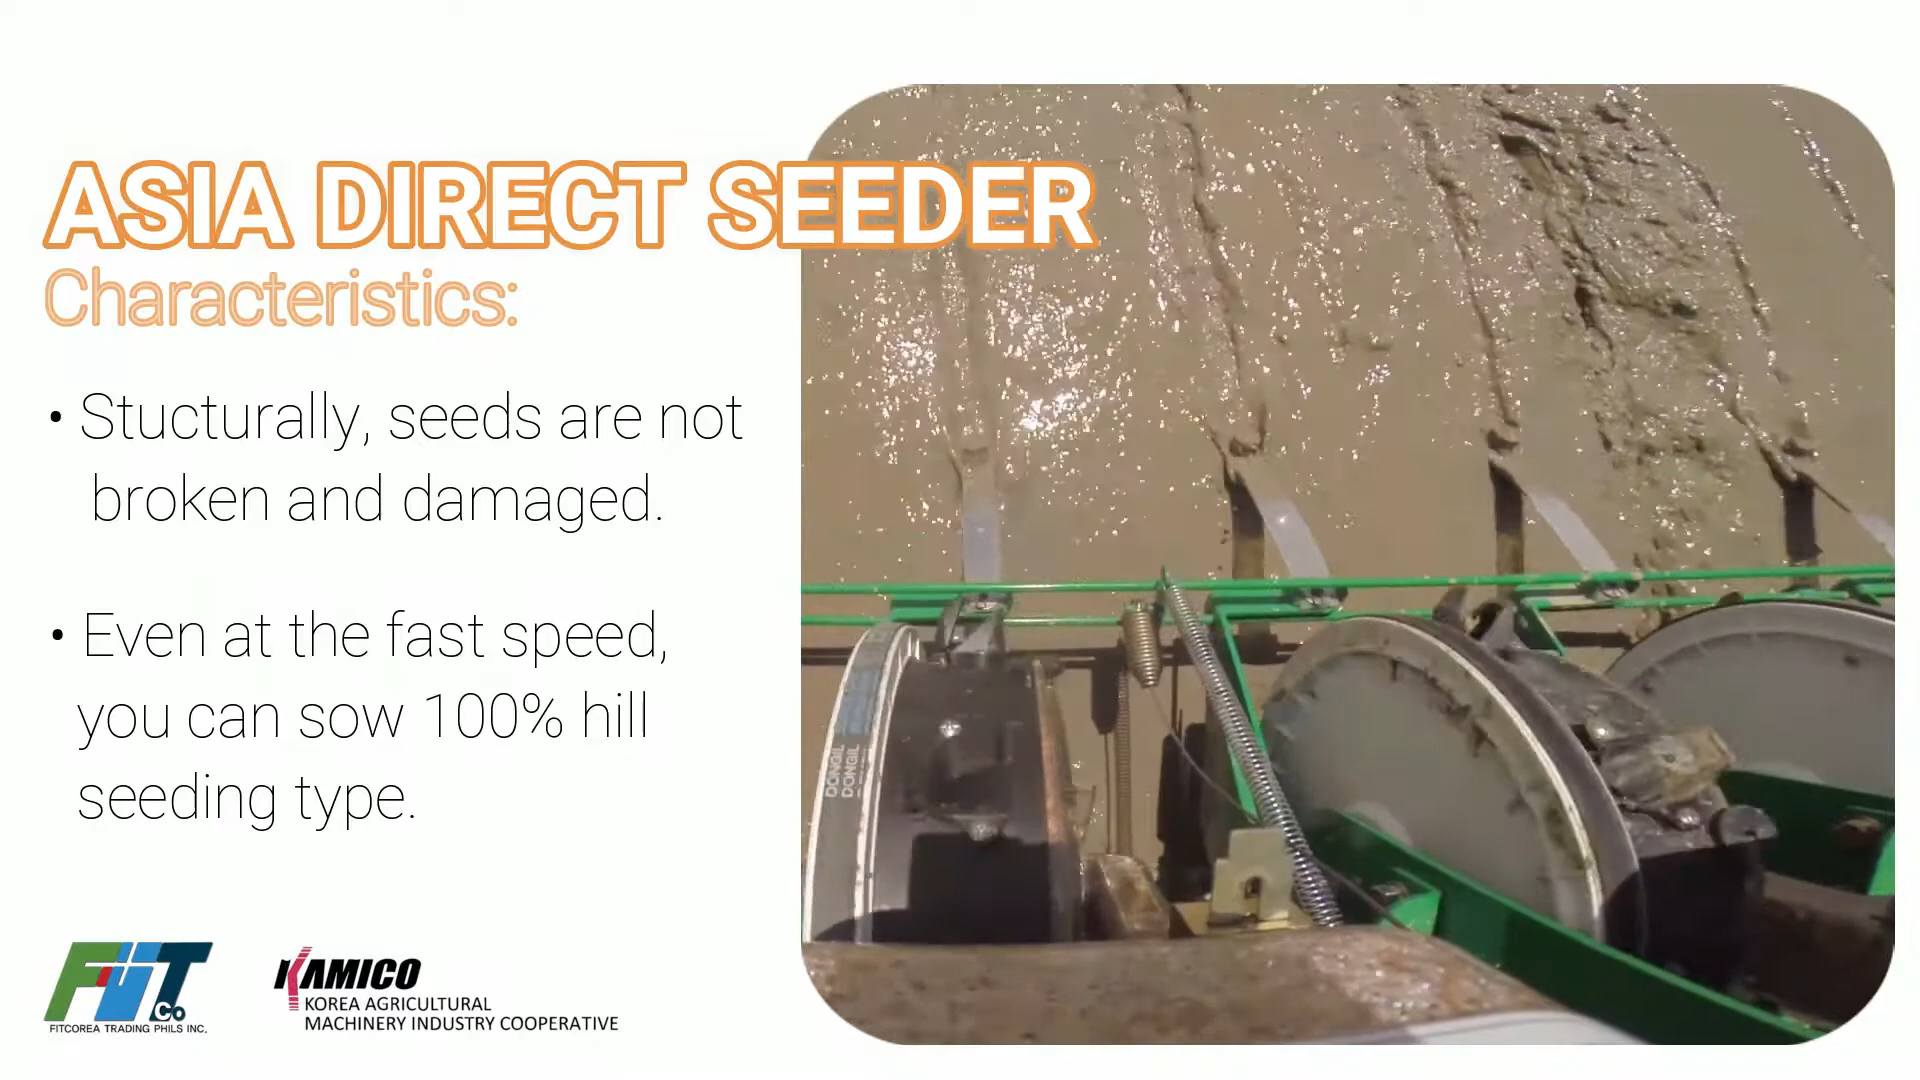 ASIA DIRECT SEEDER
Characteristics:
• Stucturally, seeds are not
broken and damaged.
• Even at the fast speed,
you can sow 100% hill
seeding type.
DONGIL
DONGIL
FIT.Co
FITCOREA TRADING PHILS INC.
KAMICO
KOREA AGRICULTURAL
MACHINERY INDUSTRY COOPERATIVE